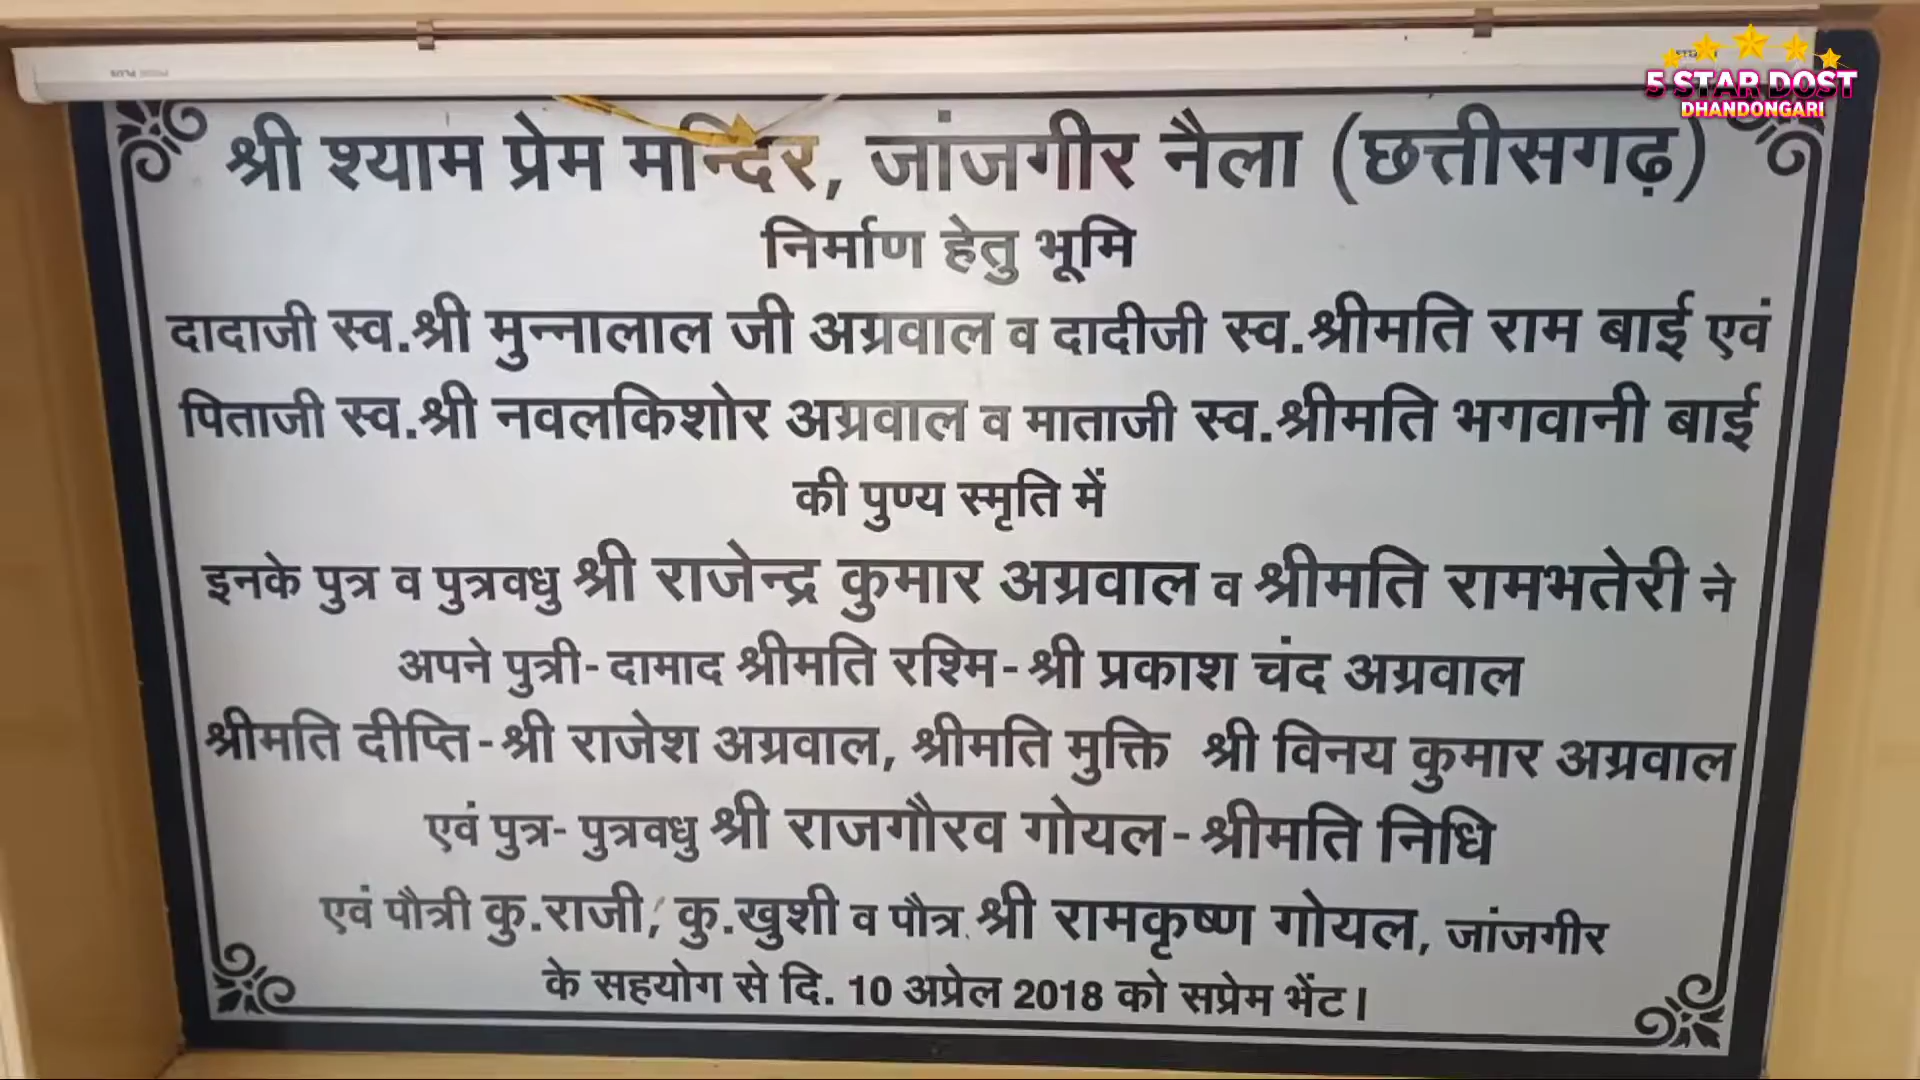 5 STAR DOST
DHANDONGARI
श्री श्याम प्रेम मन्दिर, जांजगीर नैला (छत्तीसगढ़)
निर्माण हेतु भूमि
दादाजी स्व.श्री मुन्नालाल जी अग्रवाल व दादीजी स्व.श्रीमति राम बाई एवं
पिताजी स्व.श्री नवलकिशोर अग्रवाल व माताजी स्व.श्रीमति भगवानी बाई
की पुण्य स्मृति में
इनके पुत्र व पुत्रवधु श्री राजेन्द्र कुमार अग्रवाल व श्रीमति रामभतेरी ने
अपने पुत्री-दामाद श्रीमति रश्मि-श्री प्रकाश चंद अग्रवाल
श्रीमति दीप्ति-श्री राजेश अग्रवाल, श्रीमति मुक्ति श्री विनय कुमार अग्रवाल
एवं पुत्र- पुत्रवधु श्री राजगौरव गोयल-श्रीमति निधि
एवं पौत्री कु.राजी, कु.खुशी व पौत्र श्री रामकृष्ण गोयल, जांजगीर
के सहयोग से दि. 10 अप्रेल 2018 को सप्रेम भेंट।